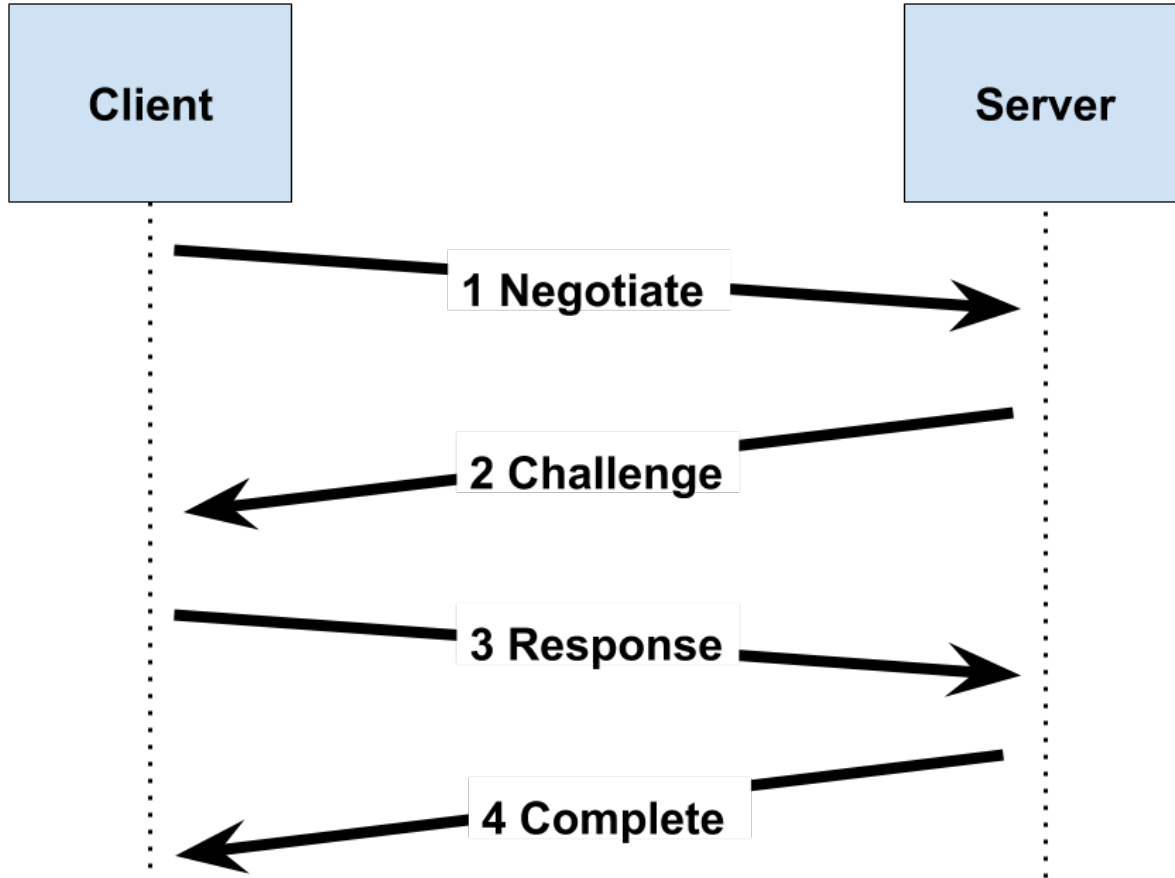 Client
Server
1 Negotiate
2 Challenge
3 Response
4 Complete